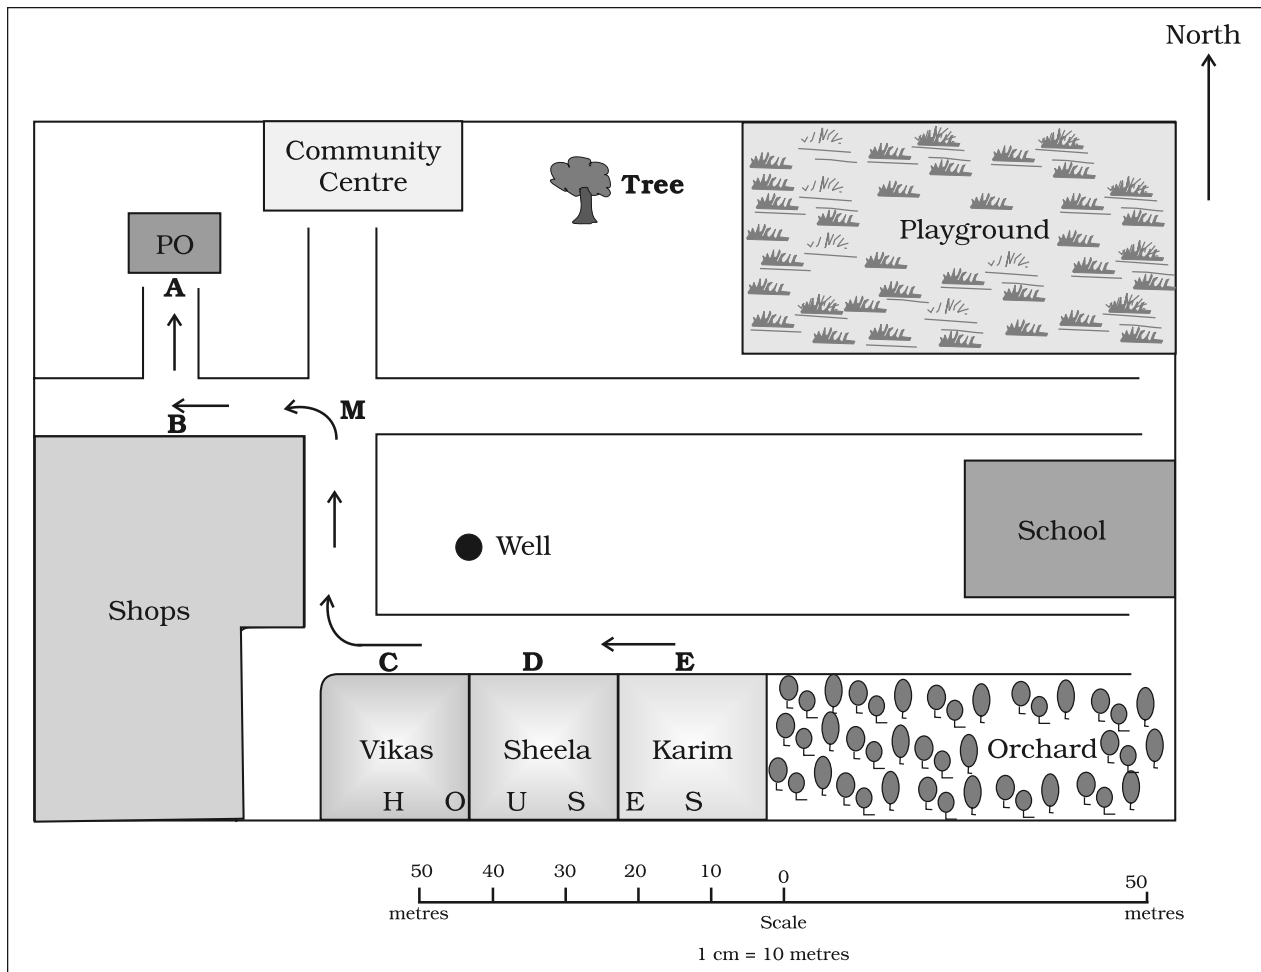 North
Community
Centre
Tree
PO
Playground
A
M
B
School
Well
Shops
C D E
Vikas Sheela Karim Orchard
H O U S E S
50 40 30 20 10 0 50
metres metres
Scale
1 cm = 10 metres